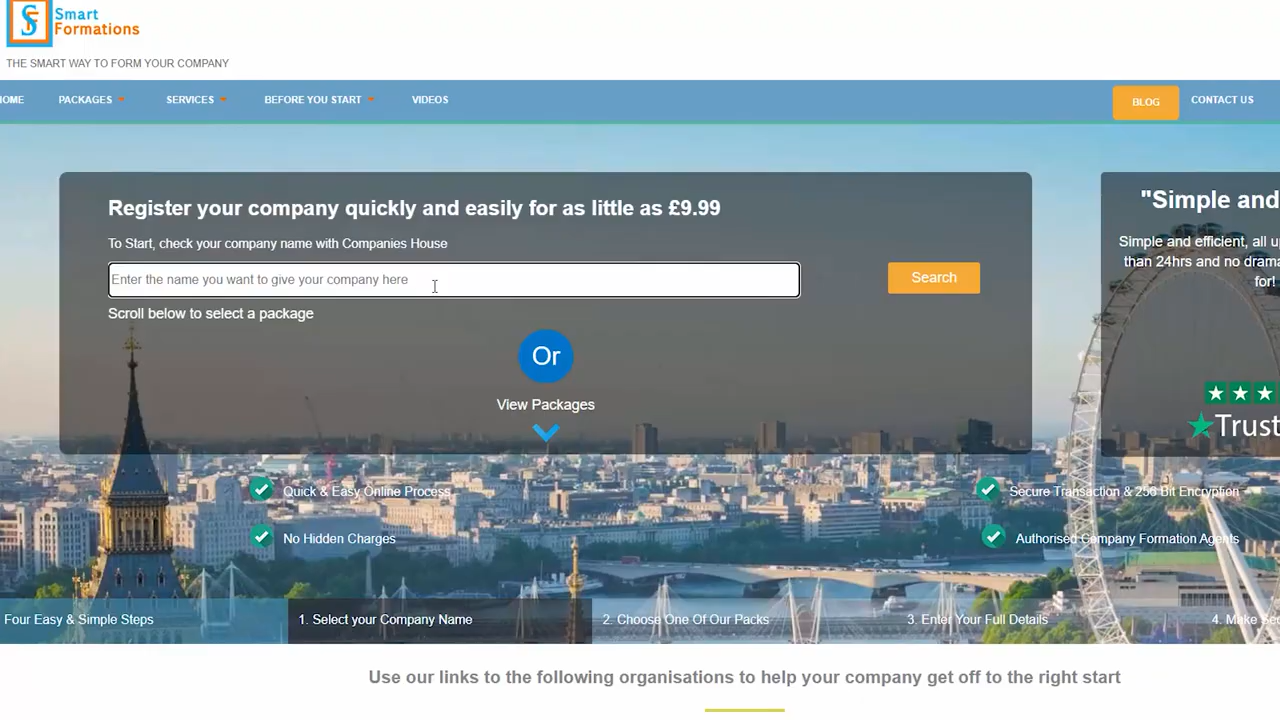 Smart
Formations
THE SMART WAY TO FORM YOUR COMPANY
OME
PACKAGES
SERVICES
BEFORE YOU START
VIDEOS
BLOG
CONTACT US
Register your company quickly and easily for as little as £9.99
To Start, check your company name with Companies House
Enter the name you want to give your company here
Search
Scroll below to select a package
Or
View Packages
"Simple and
Simple and efficient, all u
than 24hrs and no drama
for!
Trust
Quick & Easy Online Process
Secure Transaction & 256 Bit Encryption
No Hidden Charges
Authorised Company Formation Agents
Four Easy & Simple Steps
1. Select your Company Name
2. Choose One Of Our Packs
3. Enter Your Full Details
4. Make Sec
Use our links to the following organisations to help your company get off to the right start